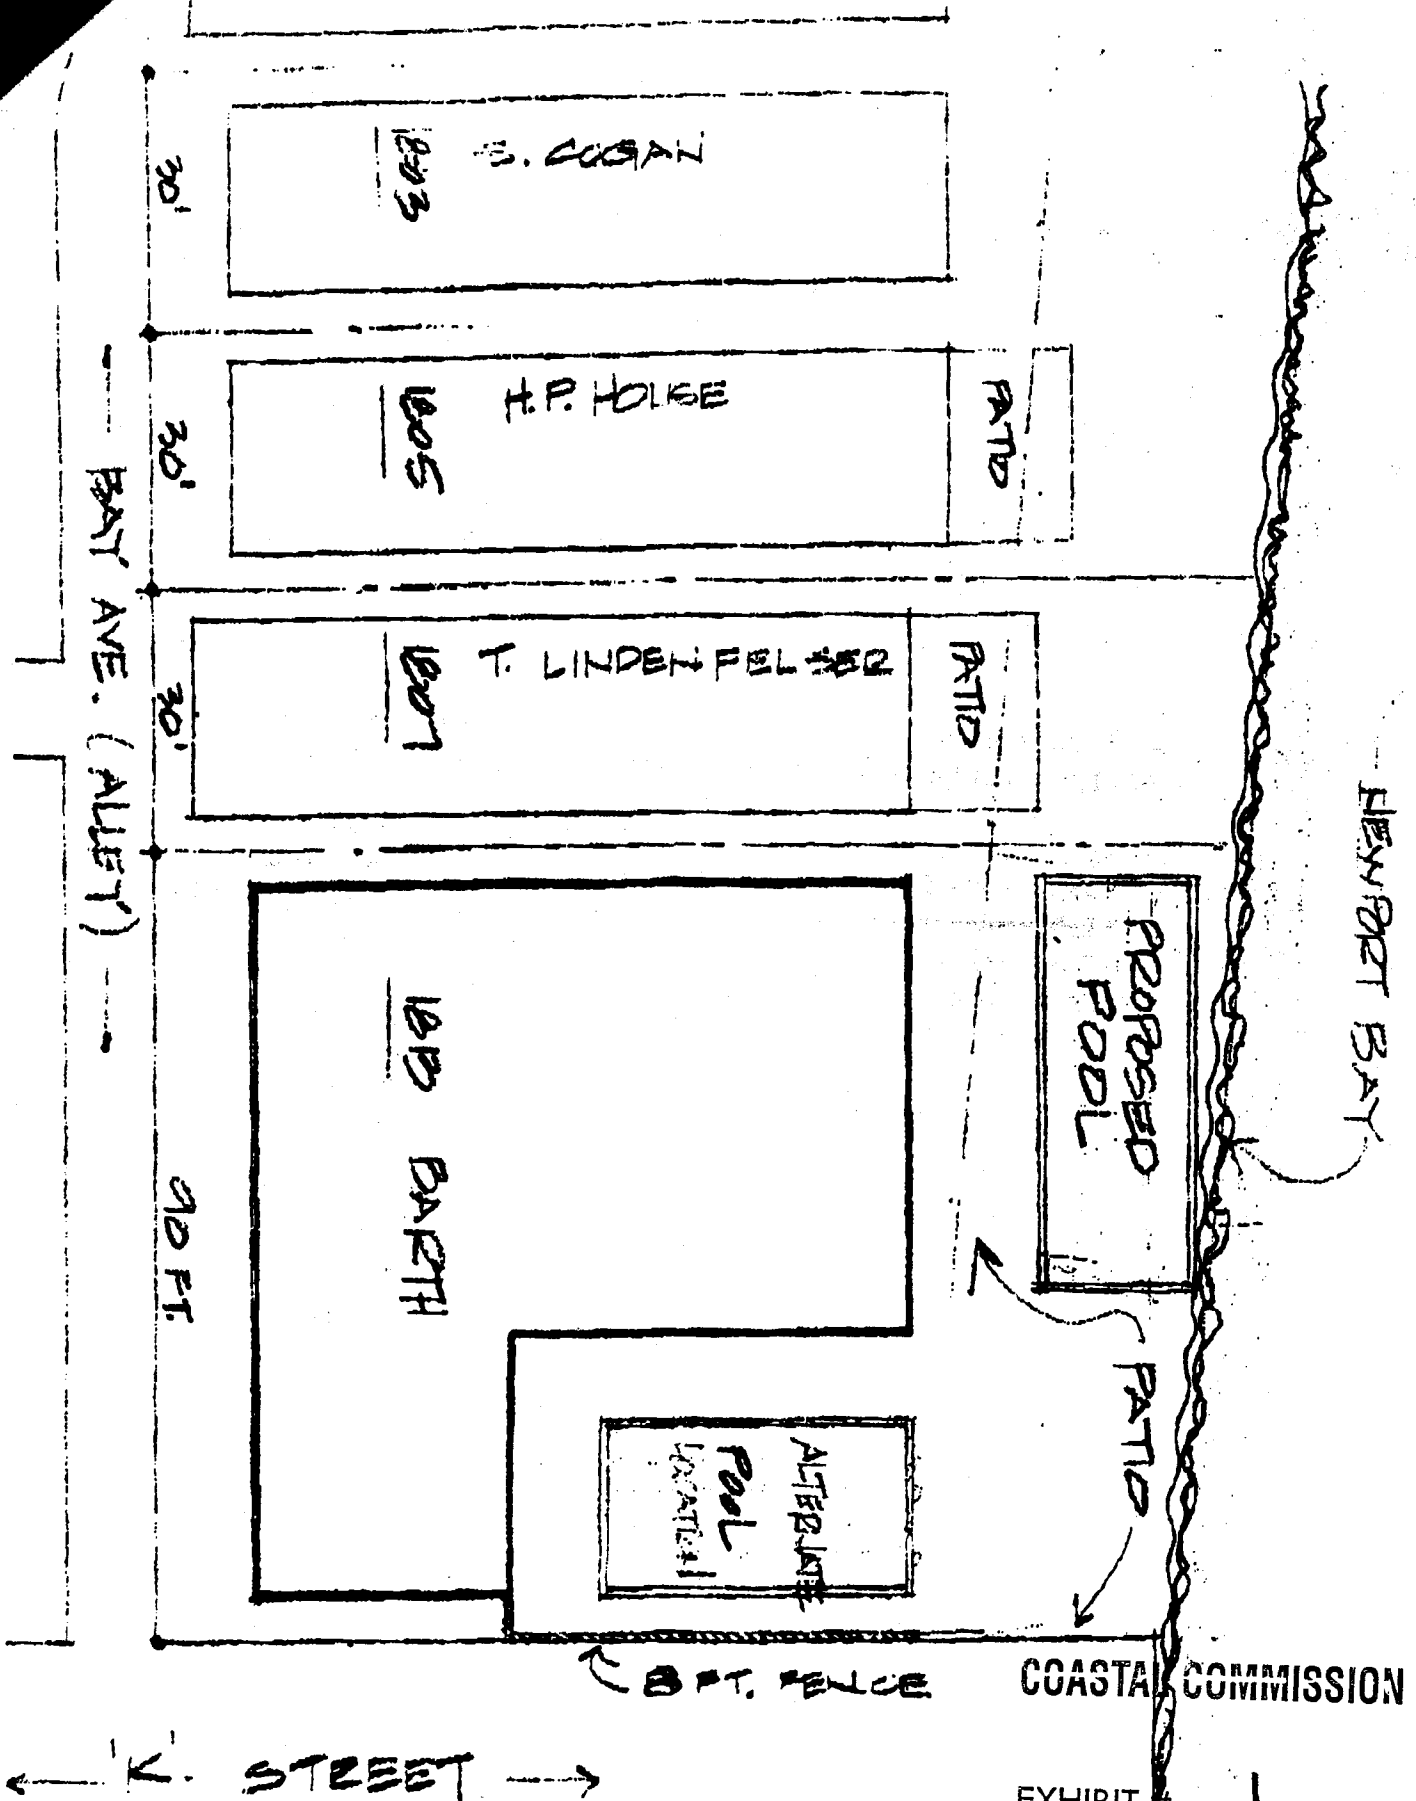 30'
1803
E. COGAN
30'
1805
H.P. HOUSE
PATIO
30'
1807
T. LINDENFELSER
PATIO
— BAY AVE. (ALLEY) —
NEWPORT BAY
PROPOSED
POOL
BARTH
90 FT.
PATIO
ALTERNATE
POOL
LOCATION
8 FT. FENCE
COASTAL COMMISSION
'K' STREET
EXHIBIT #